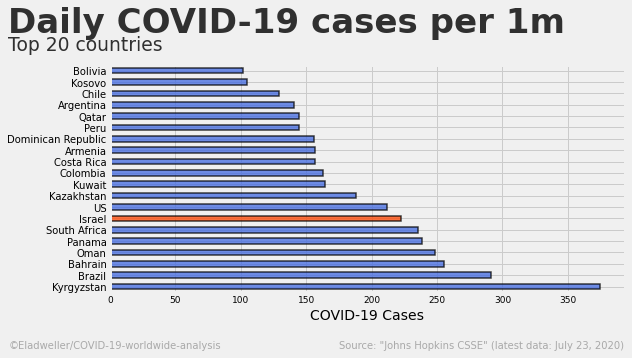 Daily COVID-19 cases per 1m
Top 20 countries
Bolivia
Kosovo
Chile
Argentina
Qatar
Peru
Dominican Republic
Armenia
Costa Rica
Colombia
Kuwait
Kazakhstan
US
Israel
South Africa
Panama
Oman
Bahrain
Brazil
Kyrgyzstan
0 50 100 150 200 250 300 350
COVID-19 Cases
©Eladweller/COVID-19-worldwide-analysis
Source: "Johns Hopkins CSSE" (latest data: July 23, 2020)